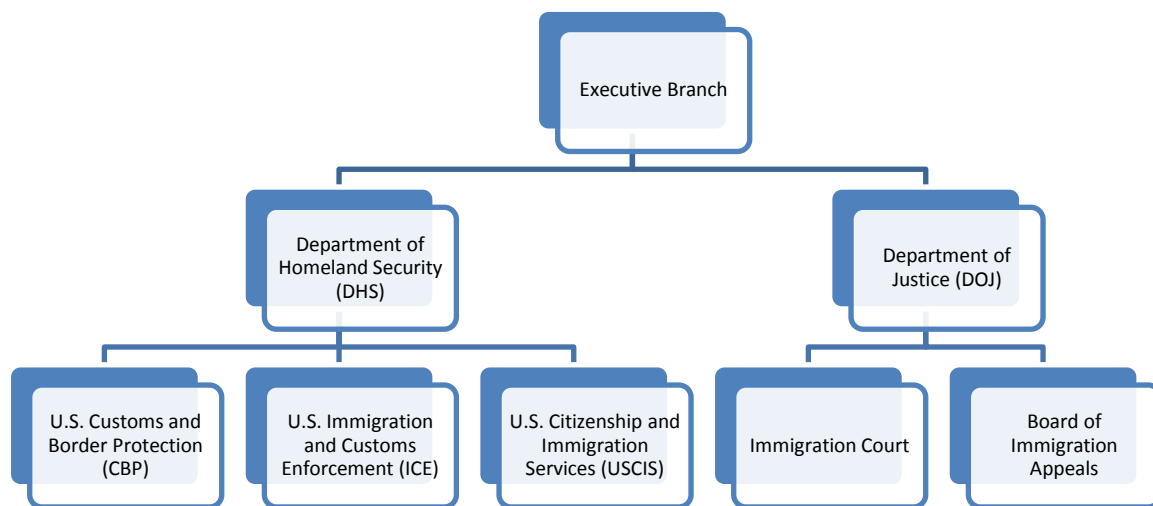 Executive Branch
Department of
Homeland Security
(DHS)
Department of
Justice (DOJ)
U.S. Customs and
Border Protection
(CBP)
U.S. Immigration
and Customs
Enforcement (ICE)
U.S. Citizenship and
Immigration
Services (USCIS)
Immigration Court
Board of
Immigration
Appeals